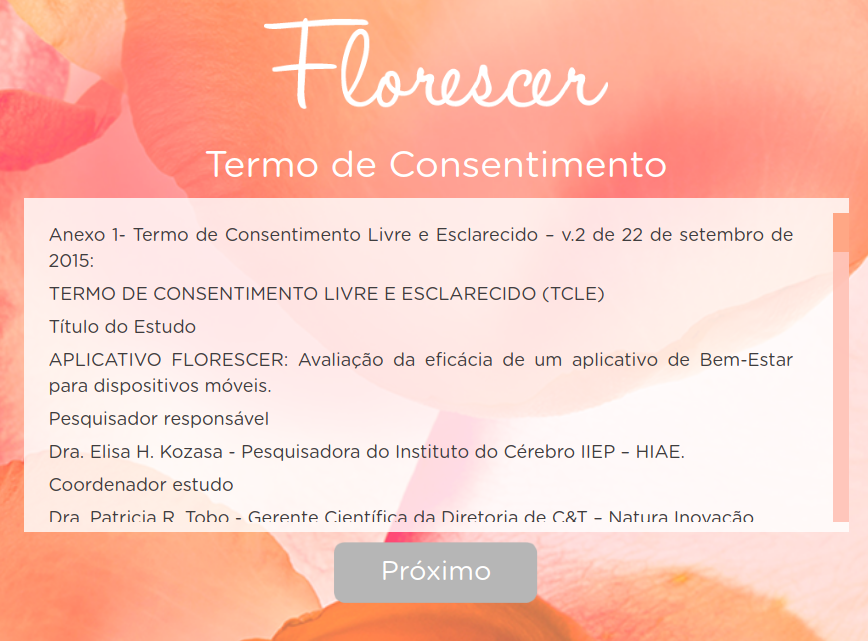 Florescer
Termo de Consentimento
Anexo 1- Termo de Consentimento Livre e Esclarecido – v.2 de 22 de setembro de
2015:
TERMO DE CONSENTIMENTO LIVRE E ESCLARECIDO (TCLE)
Título do Estudo
APLICATIVO FLORESCER: Avaliação da eficácia de um aplicativo de Bem-Estar
para dispositivos móveis.
Pesquisador responsável
Dra. Elisa H. Kozasa - Pesquisadora do Instituto do Cérebro IIEP – HIAE.
Coordenador estudo
Dra. Patricia R. Tobo - Gerente Científica da Diretoria de C&T – Natura Inovação
Próximo